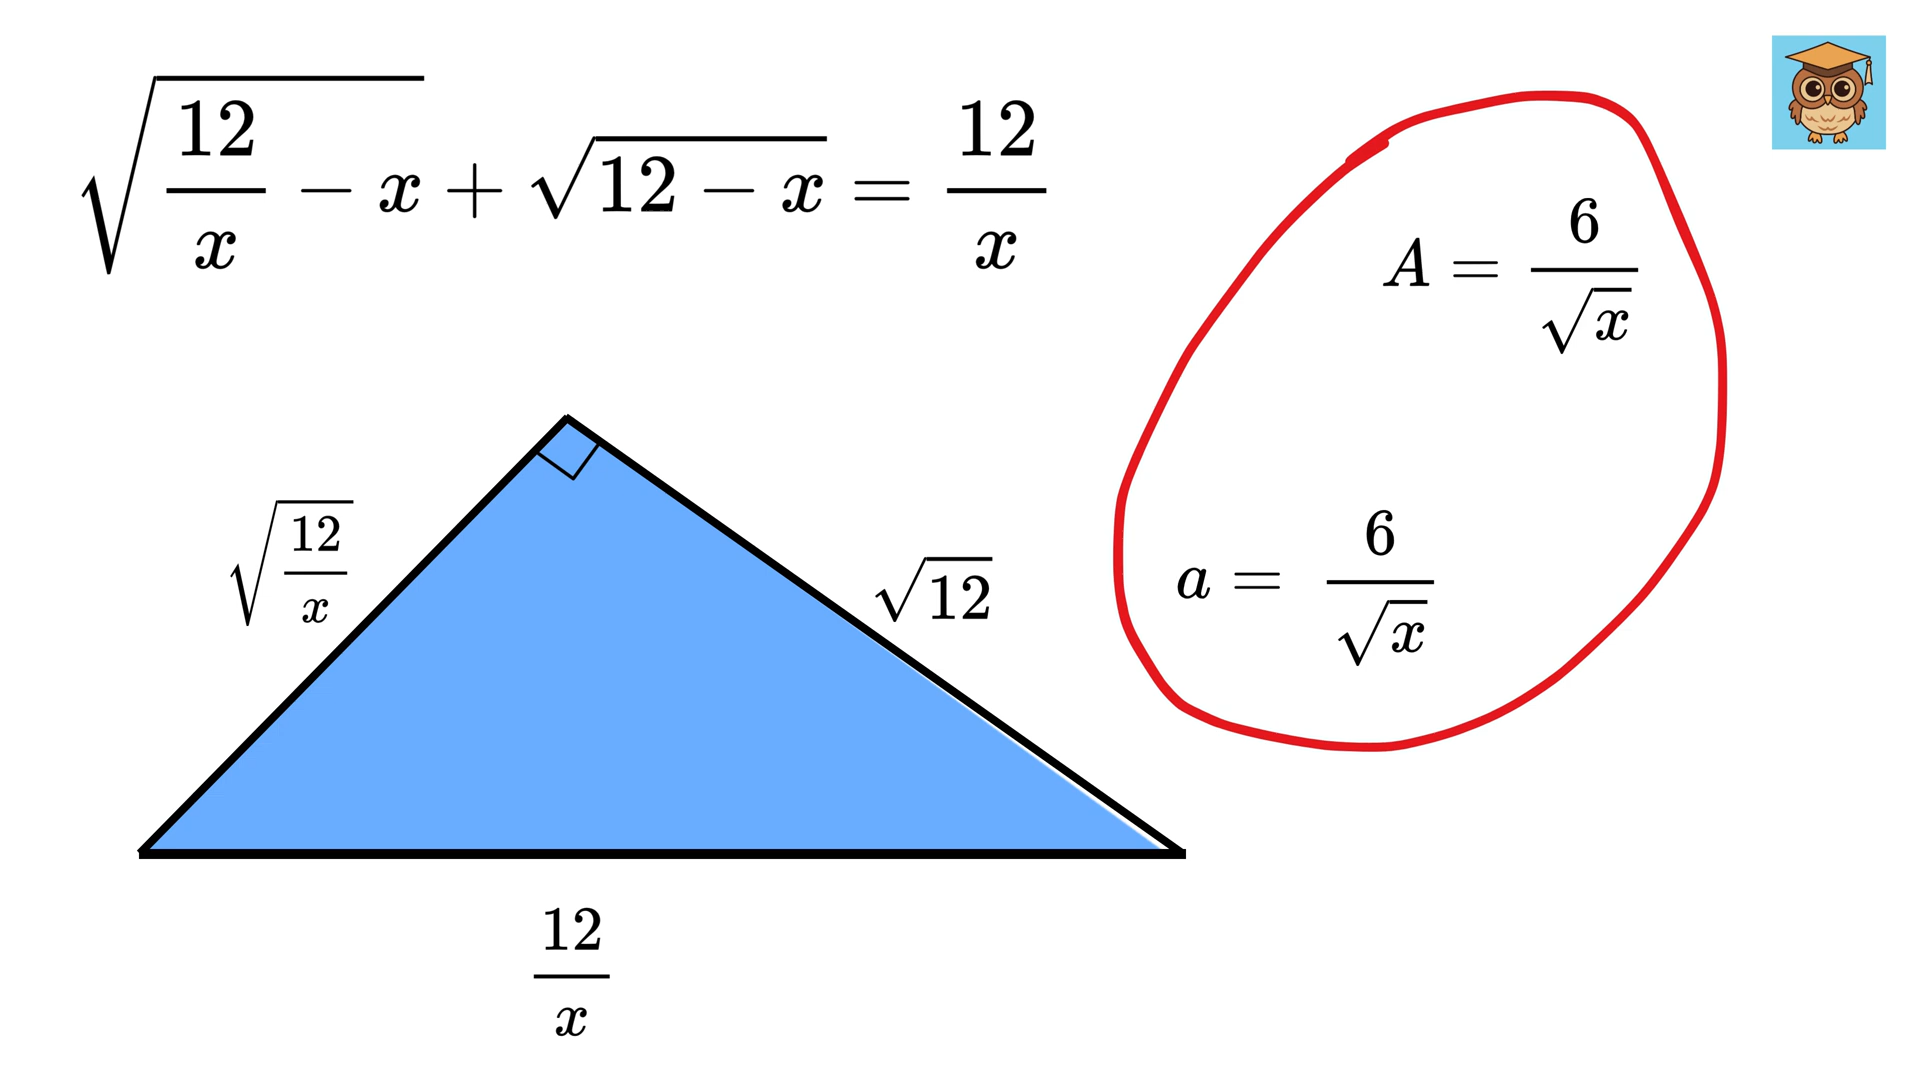 √(12/x − x) + √(12 − x) = 12/x
A = 6/√x
√(12/x)
√12
a = 6/√x
12/x